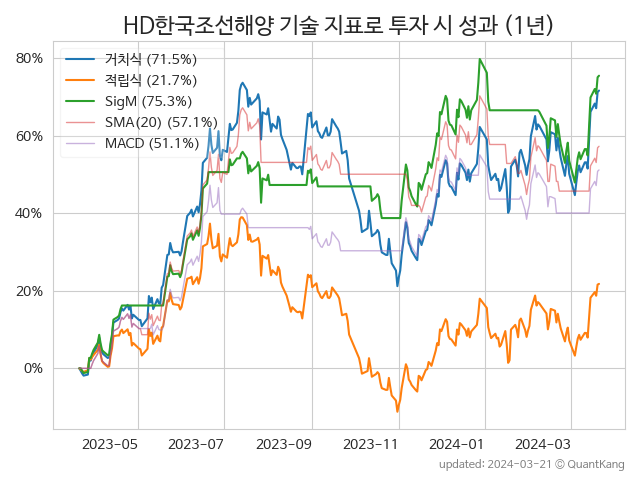 HD한국조선해양 기술 지표로 투자 시 성과 (1년)
거치식 (71.5%)
적립식 (21.7%)
SigM (75.3%)
SMA(20) (57.1%)
MACD (51.1%)
80%
60%
40%
20%
0%
2023-05 2023-07 2023-09 2023-11 2024-01 2024-03
updated: 2024-03-21 © QuantKang